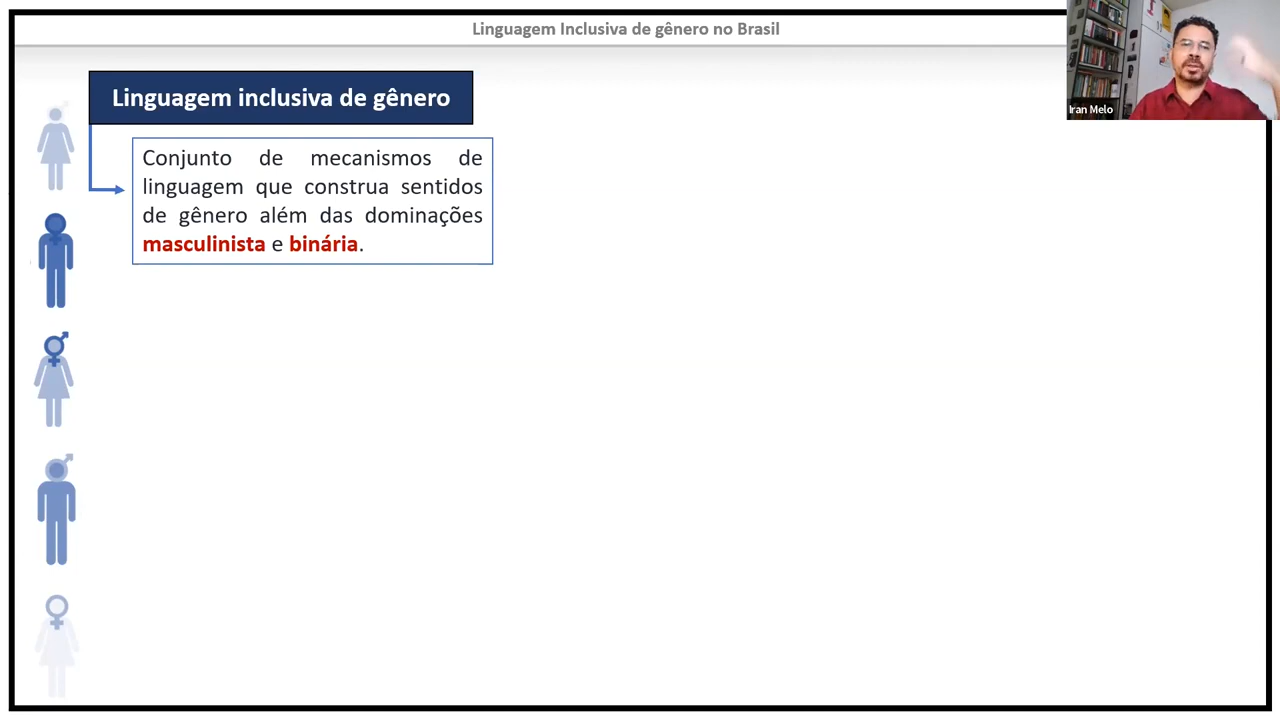 Linguagem Inclusiva de gênero no Brasil
Linguagem inclusiva de gênero
Conjunto de mecanismos de
linguagem que construa sentidos
de gênero além das dominações
masculinista e binária.
Iran Melo